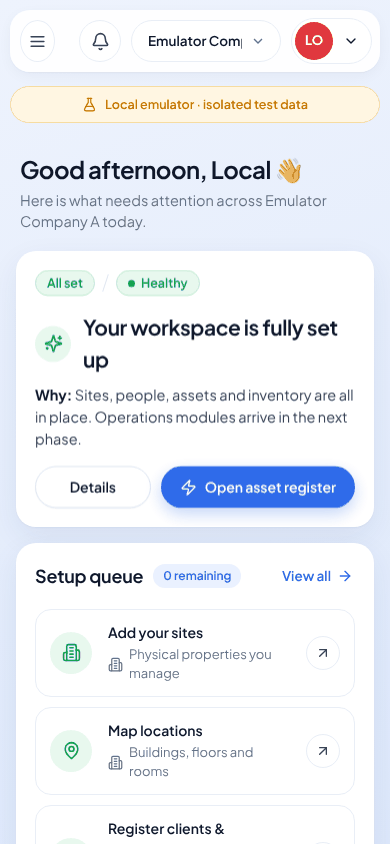 Emulator Com
LO
Local emulator · isolated test data
Good afternoon, Local 👋
Here is what needs attention across Emulator
Company A today.
All set / Healthy
Your workspace is fully set
up
Why: Sites, people, assets and inventory are all
in place. Operations modules arrive in the next
phase.
Details
Open asset register
Setup queue
0 remaining
View all
Add your sites
Physical properties you
manage
Map locations
Buildings, floors and
rooms
Register clients &